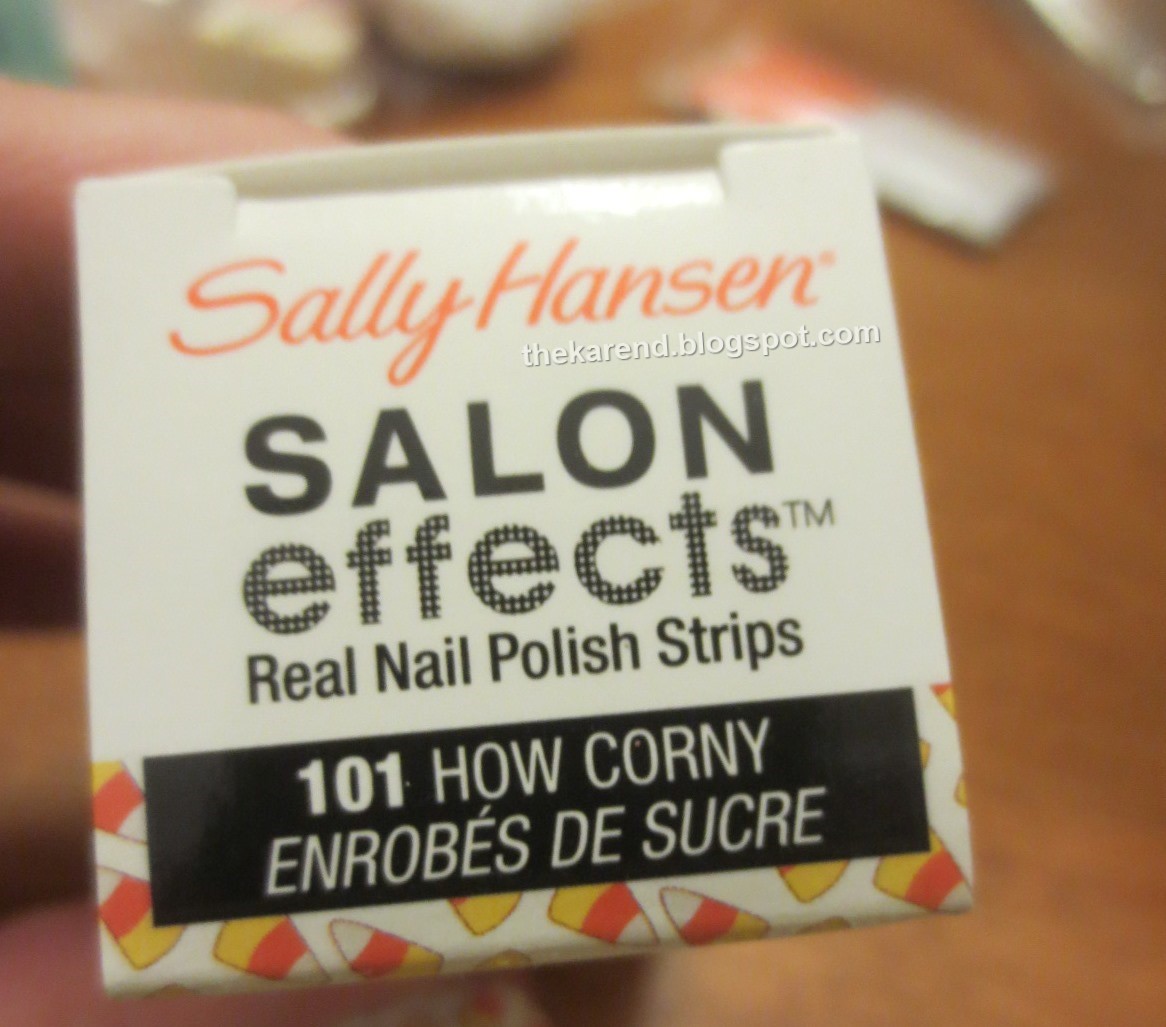 Sally Hansen®
thekarend.blogspot.com
SALON
effects™
Real Nail Polish Strips
101 HOW CORNY
ENROBÉS DE SUCRE